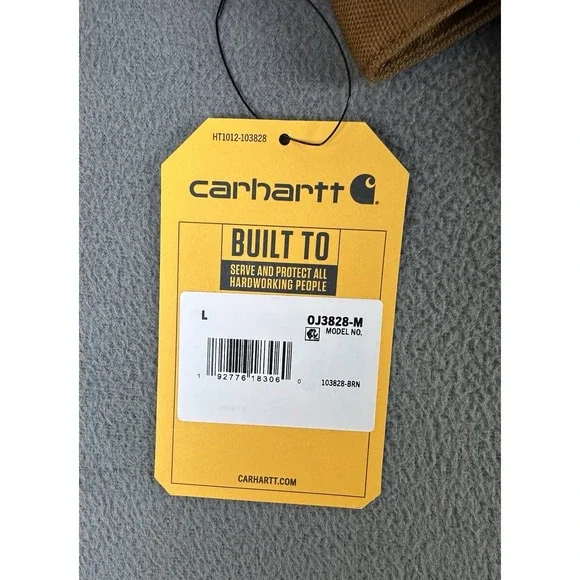 HT1012-103828
carhartt
BUILT TO
SERVE AND PROTECT ALL
HARDWORKING PEOPLE
L
OJ3828-M
MODEL NO.
1 92776 18306 0
103828-BRN
CARHARTT.COM